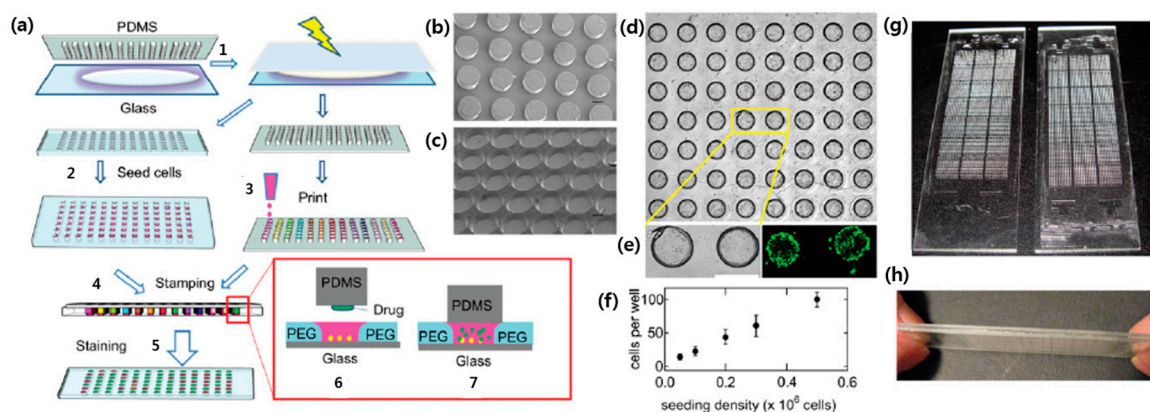 (a)
PDMS
1
Glass
2
Seed cells
3
Print
4
Stamping
Staining
5
PDMS
Drug
PEG
PEG
Glass
6
PDMS
PEG
PEG
Glass
7
(b)
(c)
(d)
(e)
(f)
cells per well
100
50
0
0.0
0.2
0.4
0.6
seeding density (x 10⁶ cells)
(g)
(h)